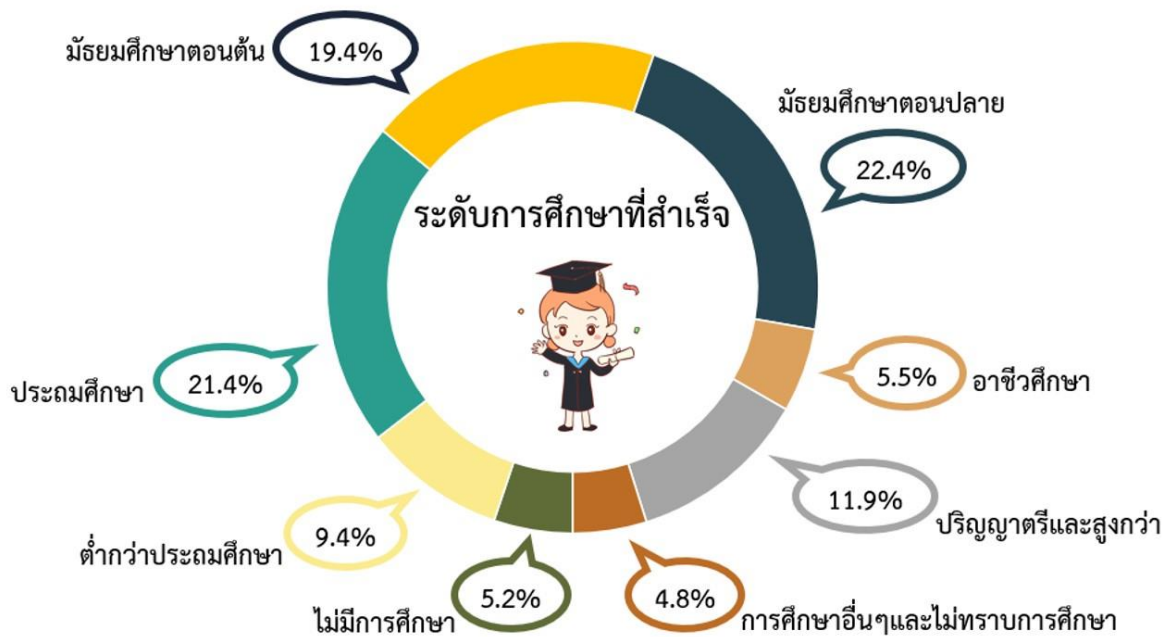 มัธยมศึกษาตอนต้น
19.4%
มัธยมศึกษาตอนปลาย
22.4%
ระดับการศึกษาที่สำเร็จ
ประถมศึกษา
21.4%
5.5%
อาชีวศึกษา
11.9%
ปริญญาตรีและสูงกว่า
ต่ำกว่าประถมศึกษา
9.4%
ไม่มีการศึกษา
5.2%
4.8%
การศึกษาอื่นๆและไม่ทราบการศึกษา